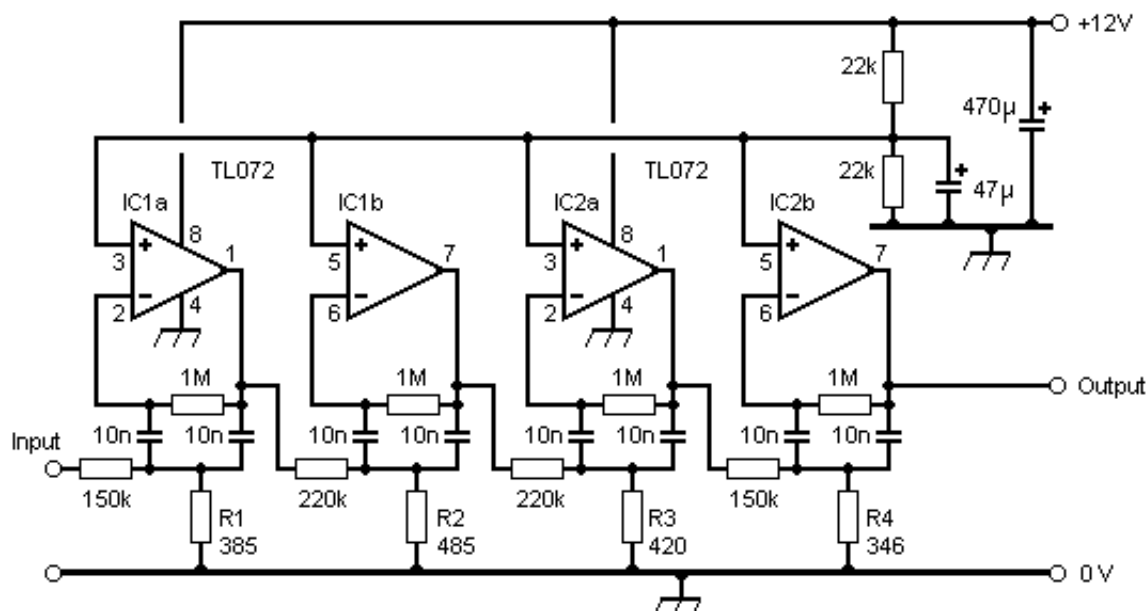 +12V
22k
470µ
+
TL072
TL072
22k
+
47µ
IC1a
IC1b
IC2a
IC2b
+
8
3
1
−
2
4
+
5
7
−
6
+
8
3
1
−
2
4
+
5
7
−
6
1M
1M
1M
1M
Output
Input
10n
10n
10n
10n
10n
10n
10n
10n
150k
220k
220k
150k
R1
385
R2
485
R3
420
R4
346
0V